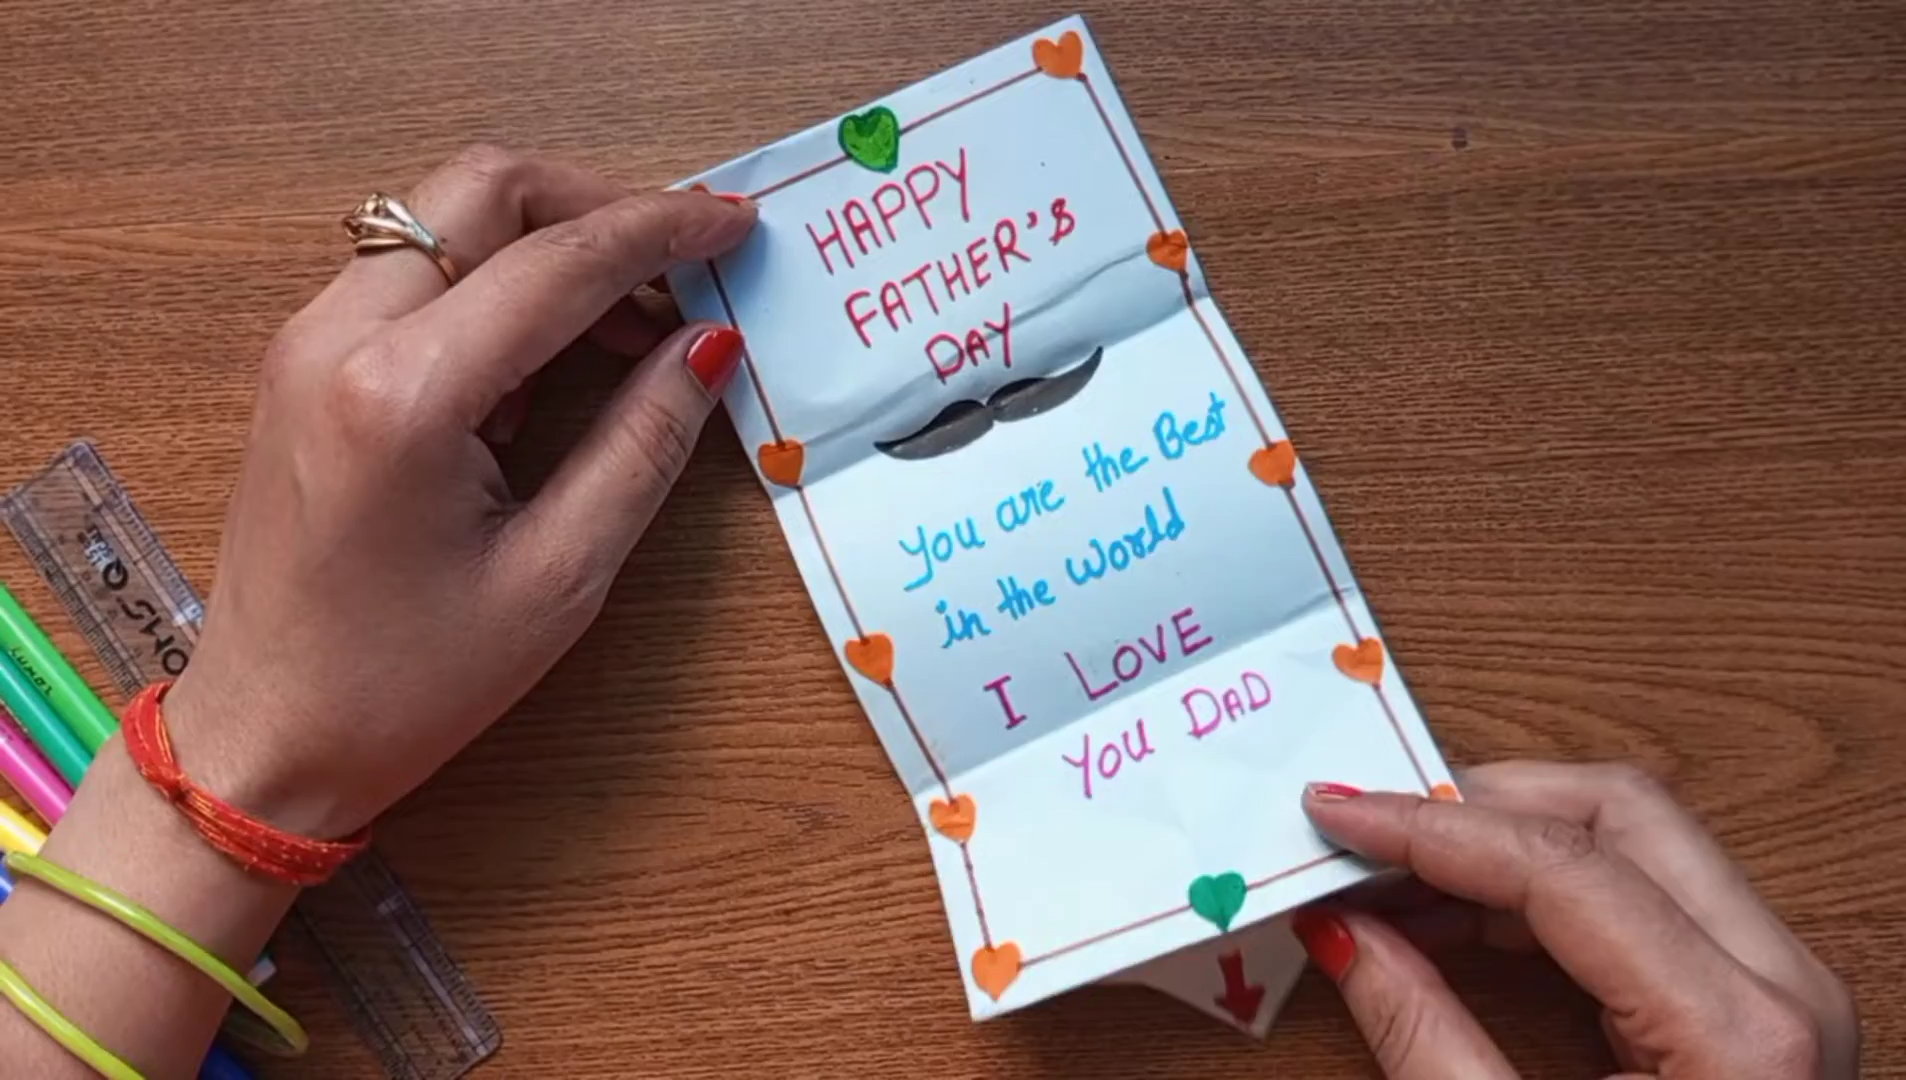 HAPPY
FATHER'S
DAY
You are the Best
in the World
I LOVE
YOU DAD